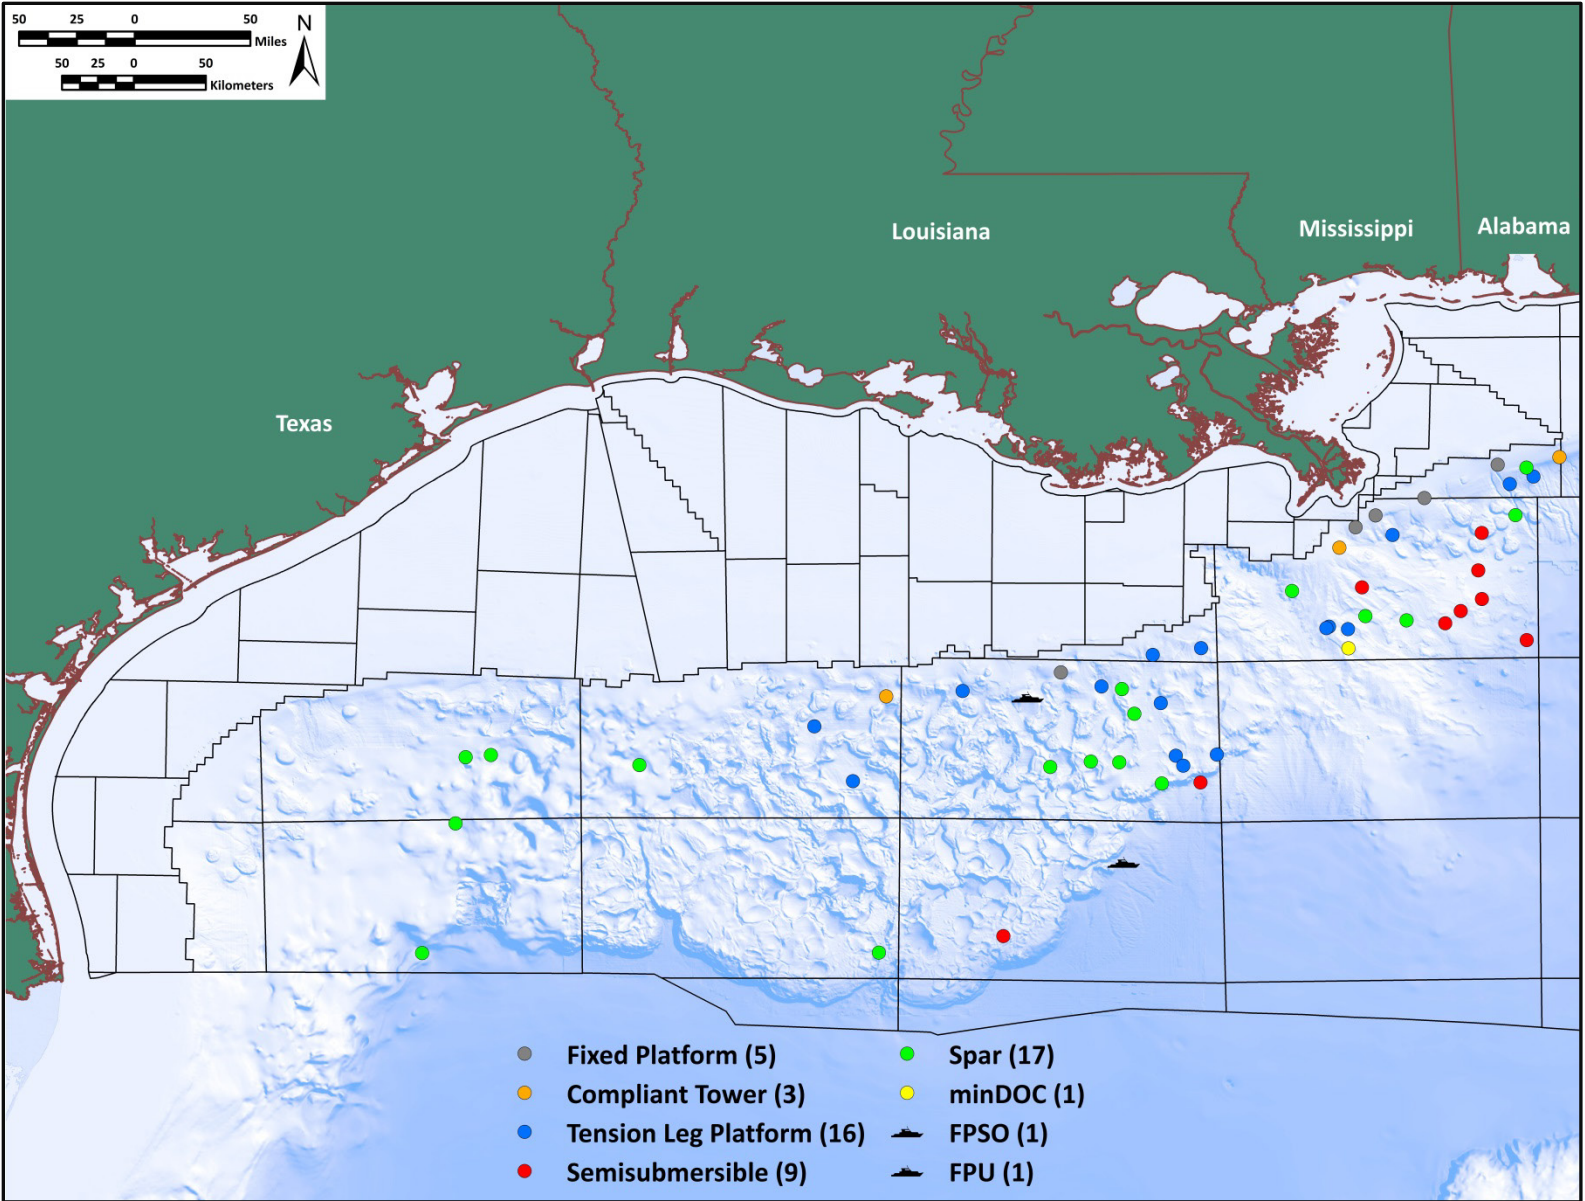 50 25 0 50
Miles
N
50 25 0 50
Kilometers
Louisiana
Mississippi
Alabama
Texas
Fixed Platform (5)
Compliant Tower (3)
Tension Leg Platform (16)
Semisubmersible (9)
Spar (17)
minDOC (1)
FPSO (1)
FPU (1)